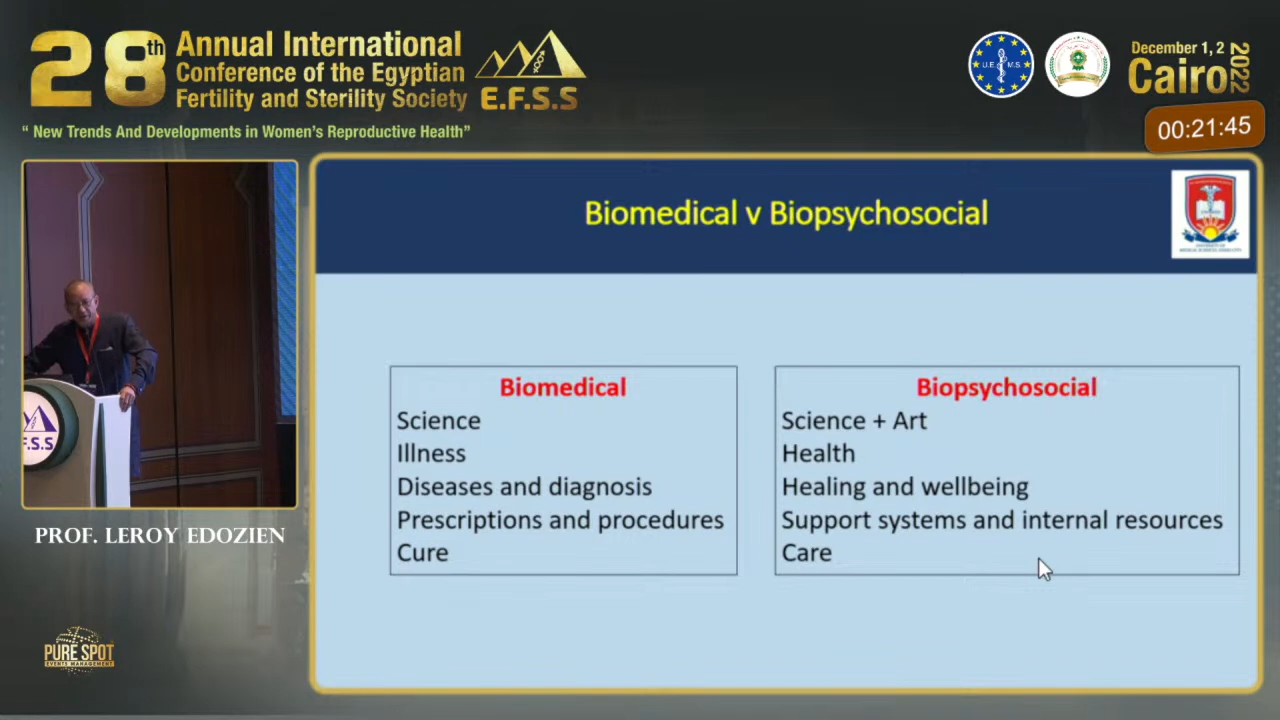 28th Annual International
Conference of the Egyptian
Fertility and Sterility Society
E.F.S.S
“ New Trends And Developments in Women’s Reproductive Health”
U.E.M.S.
December 1, 2
Cairo
2022
00:21:45
Biomedical v Biopsychosocial
Biomedical
Science
Illness
Diseases and diagnosis
Prescriptions and procedures
Cure
Biopsychosocial
Science + Art
Health
Healing and wellbeing
Support systems and internal resources
Care
F.S.S
PROF. LEROY EDOZIEN
PURE SPOT
EVENTS MANAGEMENT